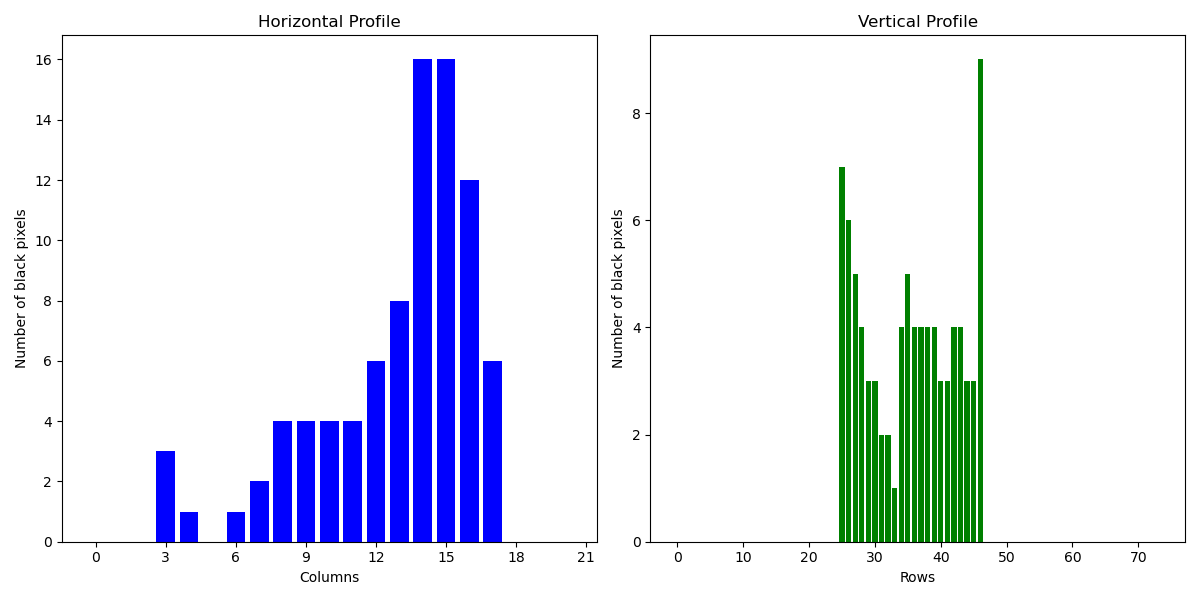 Horizontal Profile
Number of black pixels
16
14
12
10
8
6
4
2
0
0 3 6 9 12 15 18 21
Columns
Vertical Profile
Number of black pixels
8
6
4
2
0
0 10 20 30 40 50 60 70
Rows